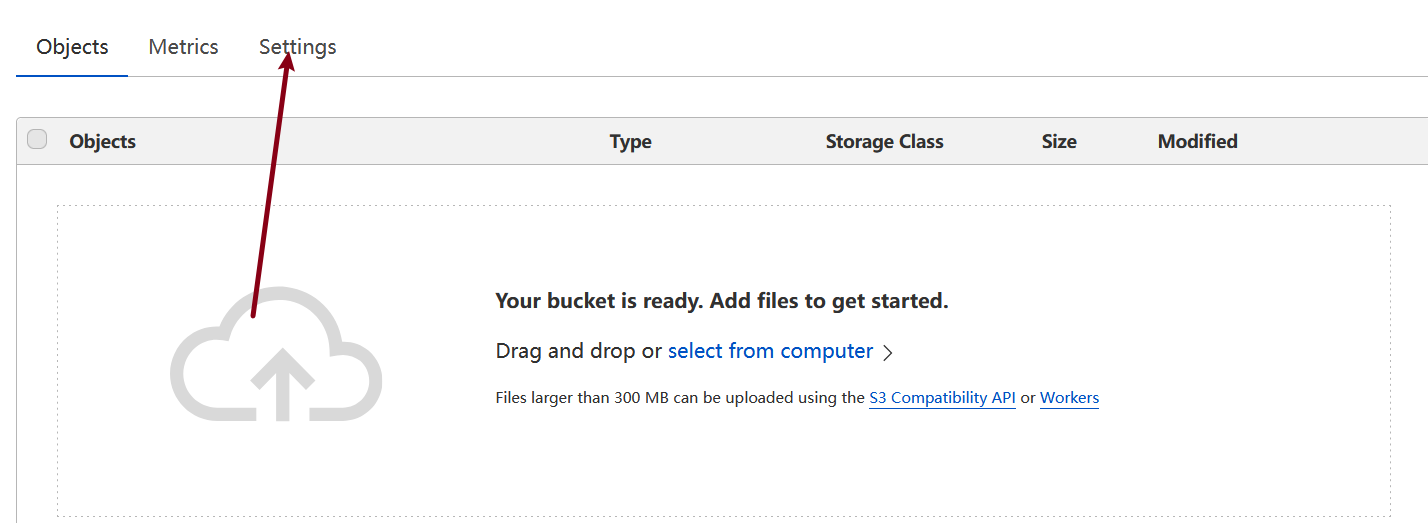 Objects Metrics Settings
Objects Type Storage Class Size Modified
Your bucket is ready. Add files to get started.
Drag and drop or select from computer
Files larger than 300 MB can be uploaded using the S3 Compatibility API or Workers